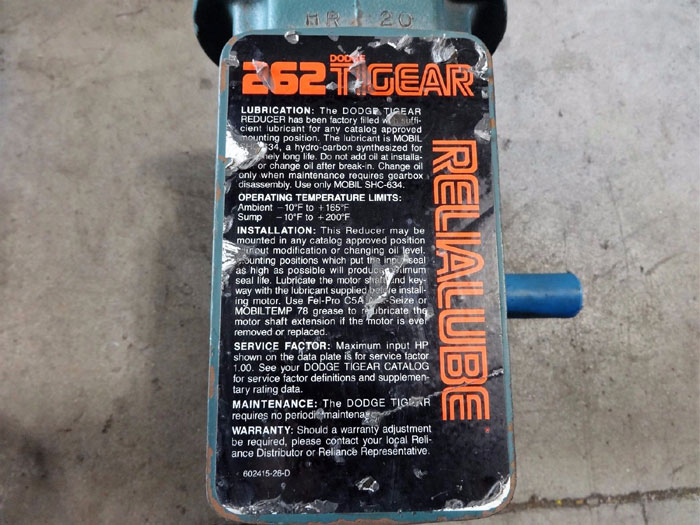 HR 20
DODGE
262 TIGEAR
RELIALUBE
LUBRICATION: The DODGE TIGEAR
REDUCER has been factory filled with suffi-
cient lubricant for any catalog approved
mounting position. The lubricant is MOBIL
634, a hydro-carbon synthesized for
long life. Do not add oil at installa-
or change oil after break-in. Change oil
only when maintenance requires gearbox
disassembly. Use only MOBIL SHC-634.
OPERATING TEMPERATURE LIMITS:
Ambient -10°F to +165°F
Sump -10°F to +200°F
INSTALLATION: This Reducer may be
mounted in any catalog approved position
modification or changing oil level.
mounting positions which put the input seal
as high as possible will produce
seal life. Lubricate the motor shaft and key-
way with the lubricant supplied before install-
ing motor. Use Fel-Pro C5A Seize or
MOBILTEMP 78 grease to relubricate the
motor shaft extension if the motor is ever
removed or replaced.
SERVICE FACTOR: Maximum input HP
shown on the data plate is for service factor
1.00. See your DODGE TIGEAR CATALOG
for service factor definitions and supplemen-
tary rating data.
MAINTENANCE: The DODGE TIGEAR
requires no periodic maintenance
WARRANTY: Should a warranty adjustment
be required, please contact your local Reli-
ance Distributor or Reliance Representative.
602415-26-D